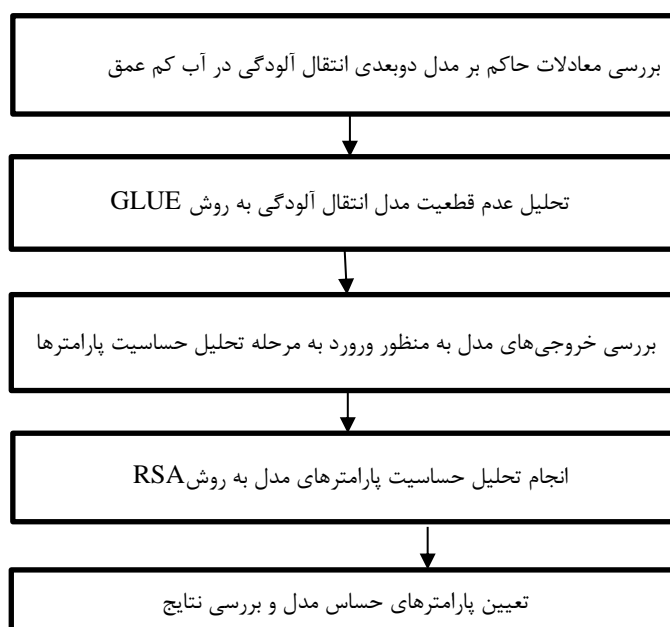 بررسی معادلات حاکم بر مدل دوبعدی انتقال آلودگی در آب کم عمق
تحلیل عدم قطعیت مدل انتقال آلودگی به روش GLUE
بررسی خروجی‌های مدل به منظور ورورد به مرحله تحلیل حساسیت پارامترها
انجام تحلیل حساسیت پارامترهای مدل به روش RSA
تعیین پارامترهای حساس مدل و بررسی نتایج